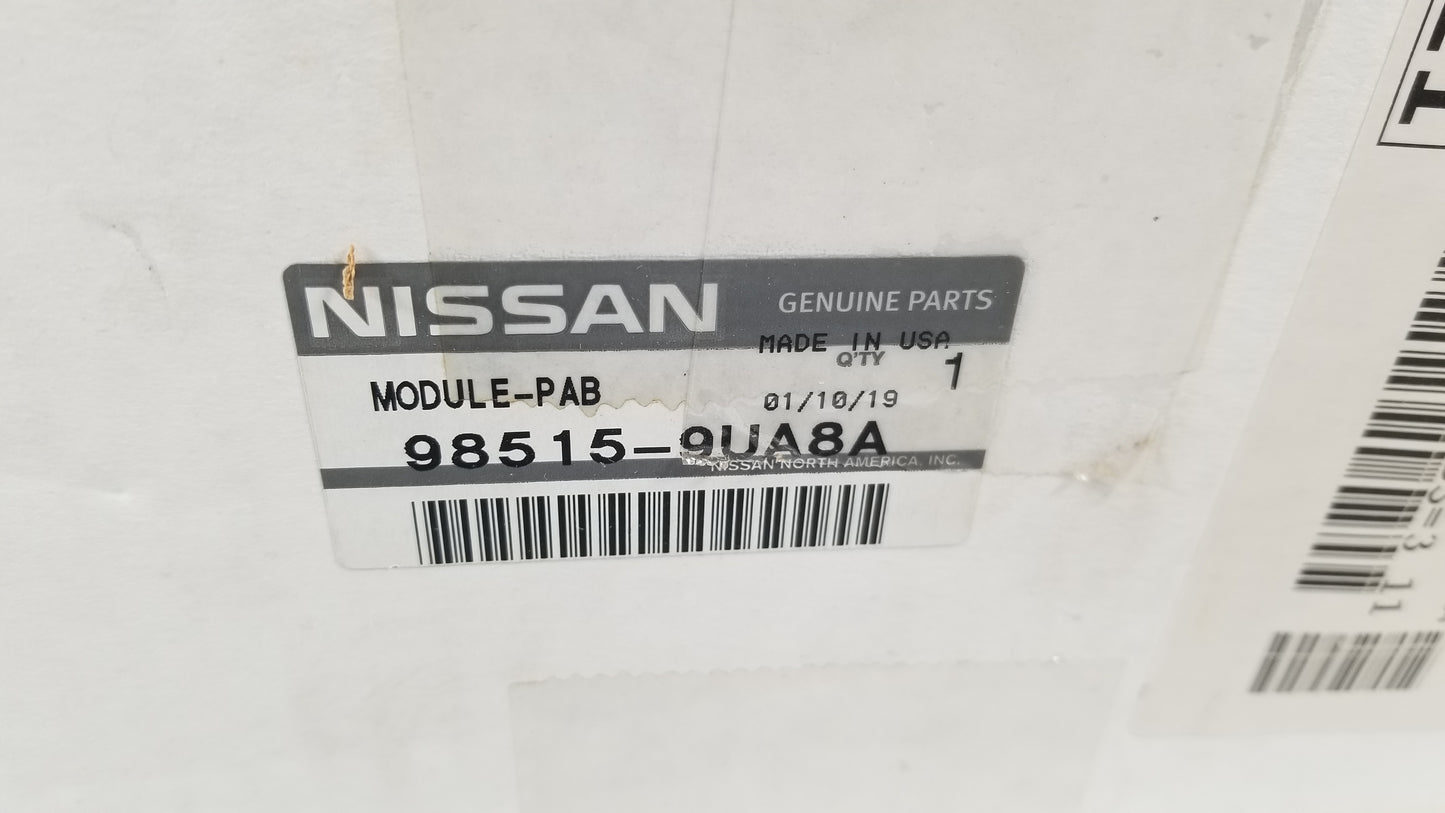 NISSAN
GENUINE PARTS
MADE IN USA
Q'TY
1
MODULE-PAB
01/10/19
98515-9UA8A
NISSAN NORTH AMERICA, INC.
11